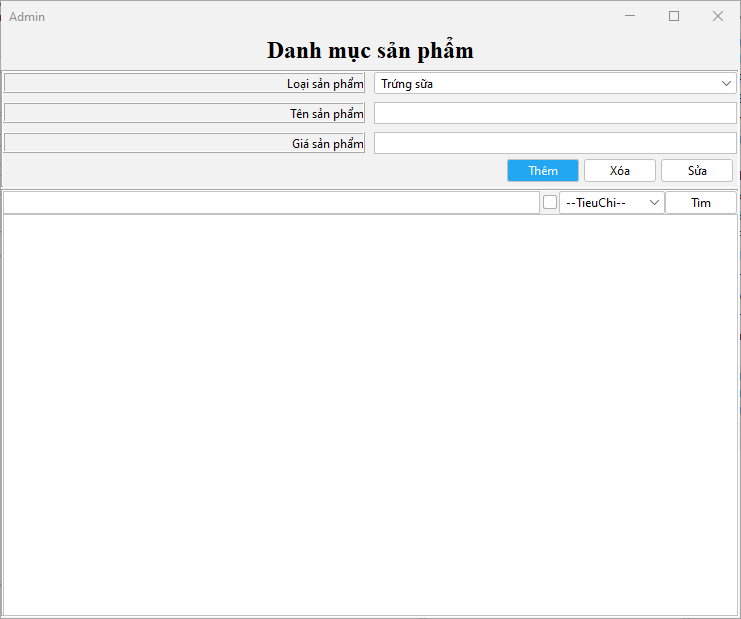 Admin
Danh mục sản phẩm
Loại sản phẩm Trứng sữa
Tên sản phẩm
Giá sản phẩm
Thêm Xóa Sửa
--TieuChi-- Tìm